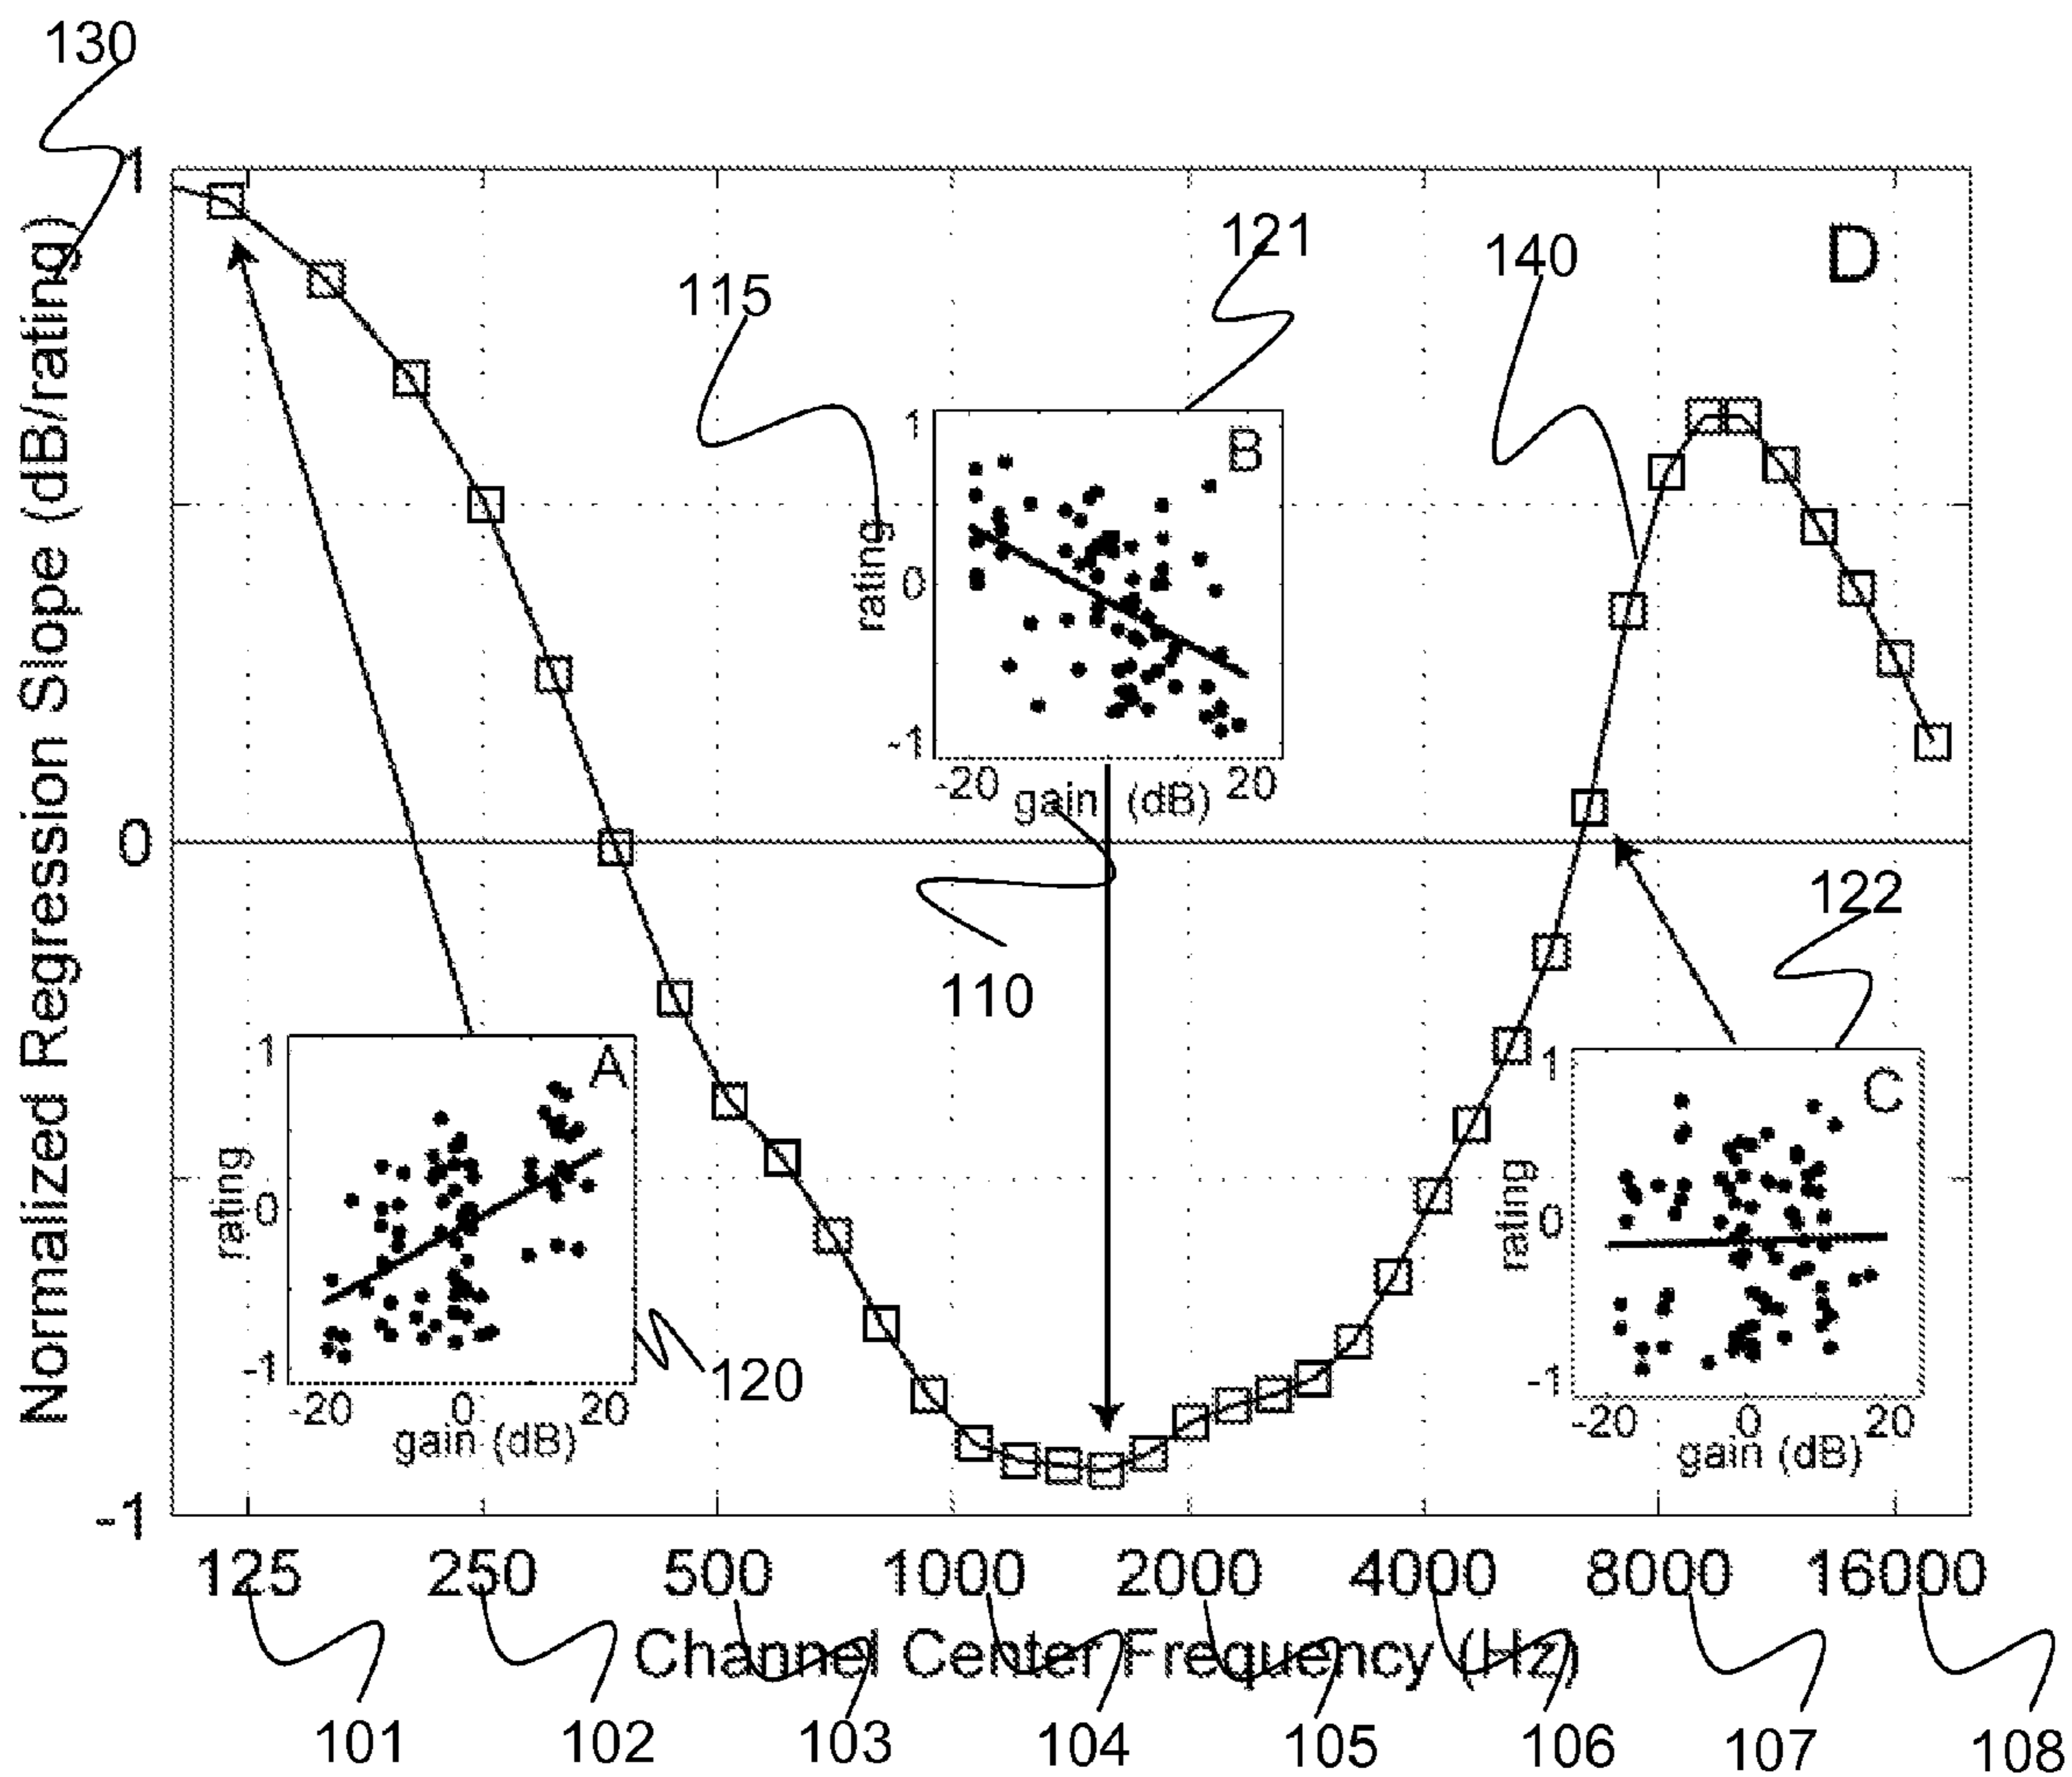 130
1
121
140
D
115
Normalized Regression Slope (dB/rating)
1
B
rating
0
-1
-20 gain (dB) 20
0
122
110
1
A
rating
0
-1
-20 0 20
gain (dB)
120
1
C
rating
0
-1
-20 0 20
gain (dB)
-1
125 250 500 1000 2000 4000 8000 16000
Channel Center Frequency (Hz)
101 102 103 104 105 106 107 108